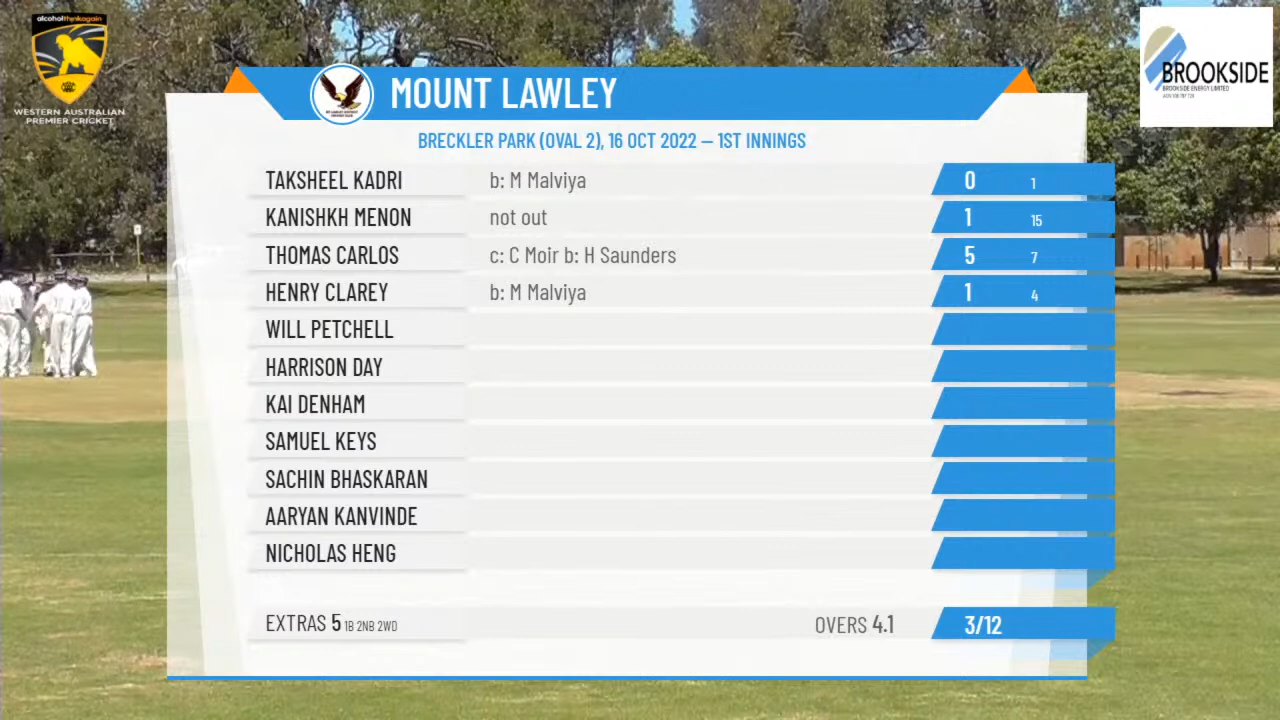 alcoholthinkagain
WESTERN AUSTRALIAN
PREMIER CRICKET
MOUNT LAWLEY
BROOKSIDE
BROOKSIDE ENERGY LIMITED
BRECKLER PARK (OVAL 2), 16 OCT 2022 – 1ST INNINGS
TAKSHEEL KADRI b: M Malviya 0 1
KANISHKH MENON not out 1 15
THOMAS CARLOS c: C Moir b: H Saunders 5 7
HENRY CLAREY b: M Malviya 1 4
WILL PETCHELL
HARRISON DAY
KAI DENHAM
SAMUEL KEYS
SACHIN BHASKARAN
AARYAN KANVINDE
NICHOLAS HENG
EXTRAS 5 1B 2NB 2WD OVERS 4.1 3/12